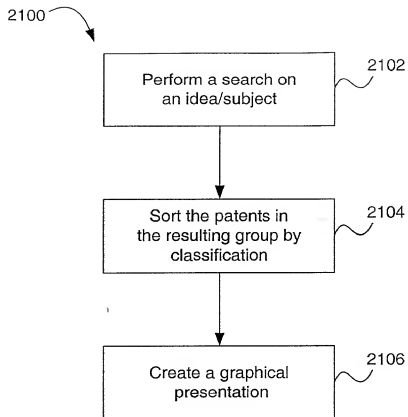 2100
Perform a search on
an idea/subject
2102
Sort the patents in
the resulting group by
classification
2104
Create a graphical
presentation
2106